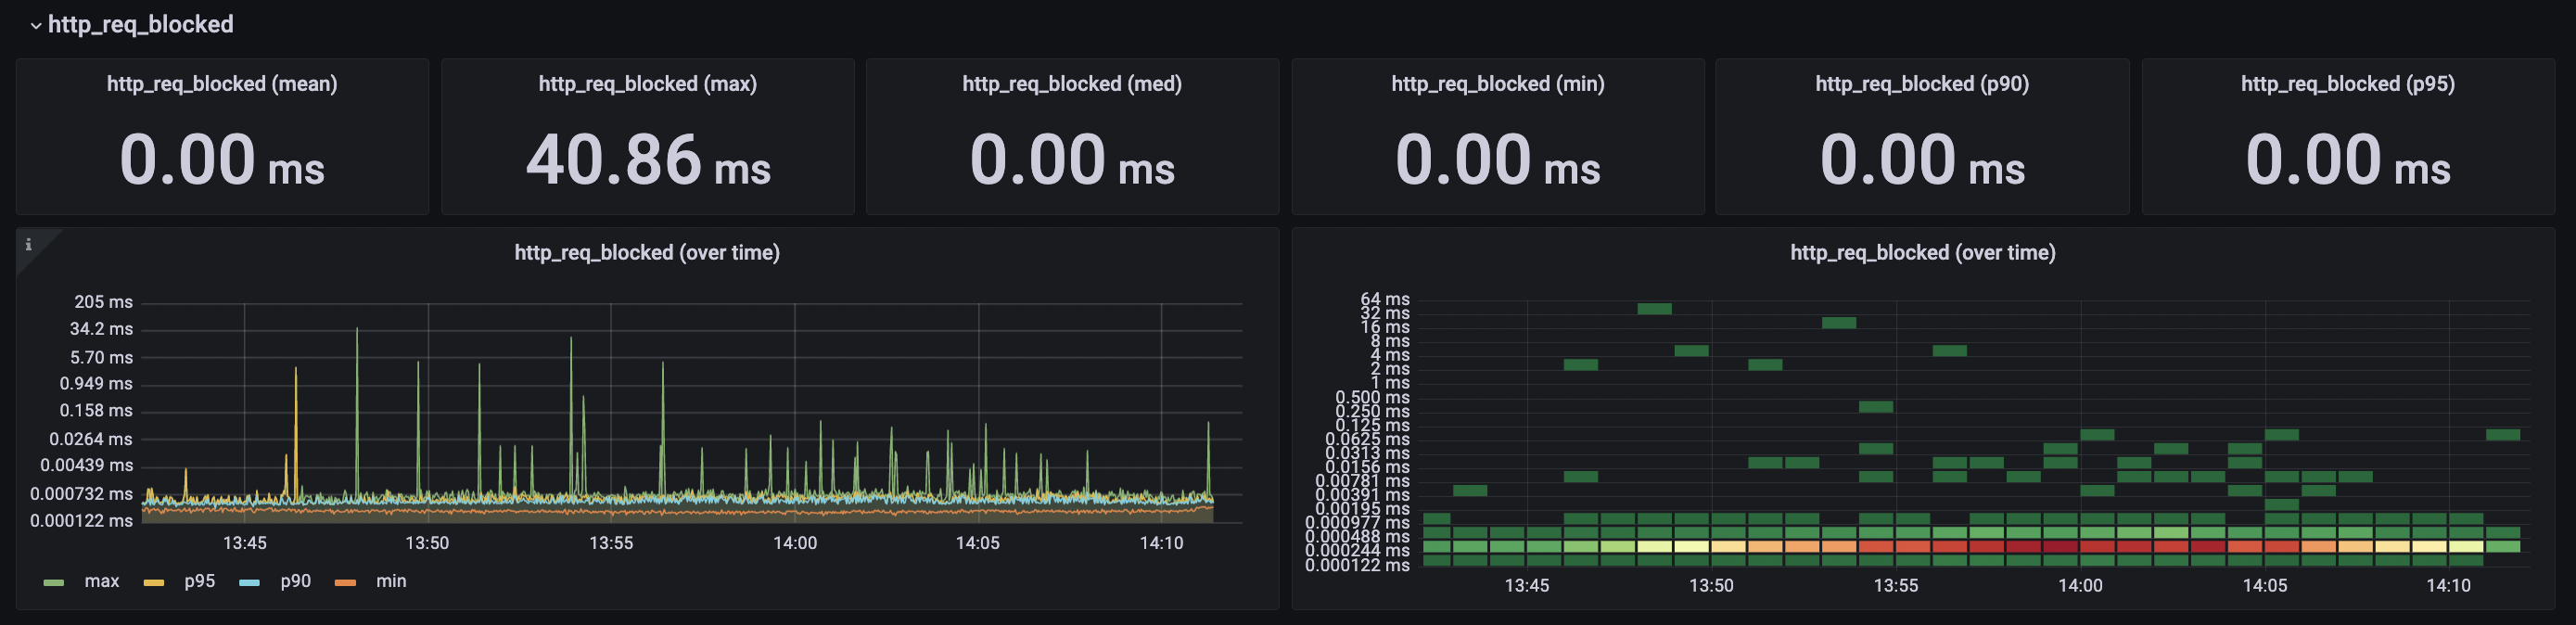 http_req_blocked
http_req_blocked (mean)
0.00 ms
http_req_blocked (max)
40.86 ms
http_req_blocked (med)
0.00 ms
http_req_blocked (min)
0.00 ms
http_req_blocked (p90)
0.00 ms
http_req_blocked (p95)
0.00 ms
i
http_req_blocked (over time)
205 ms
34.2 ms
5.70 ms
0.949 ms
0.158 ms
0.0264 ms
0.00439 ms
0.000732 ms
0.000122 ms
13:45 13:50 13:55 14:00 14:05 14:10
max p95 p90 min
http_req_blocked (over time)
64 ms
32 ms
16 ms
8 ms
4 ms
2 ms
1 ms
0.500 ms
0.250 ms
0.125 ms
0.0625 ms
0.0313 ms
0.0156 ms
0.00781 ms
0.00391 ms
0.00195 ms
0.000977 ms
0.000488 ms
0.000244 ms
0.000122 ms
13:45 13:50 13:55 14:00 14:05 14:10